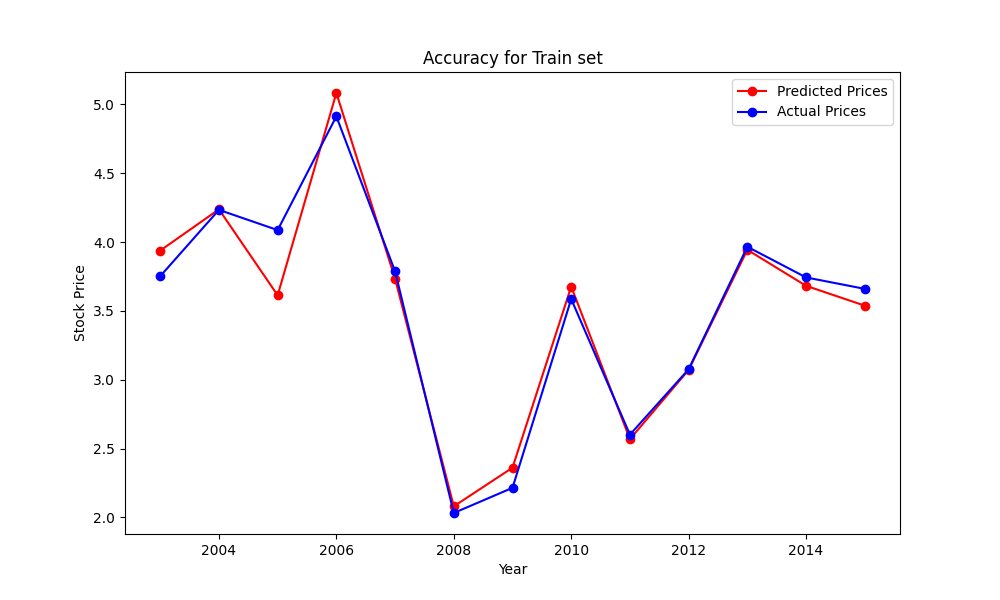 Accuracy for Train set
Predicted Prices
Actual Prices
5.0
4.5
4.0
3.5
3.0
2.5
2.0
Stock Price
2004 2006 2008 2010 2012 2014
Year